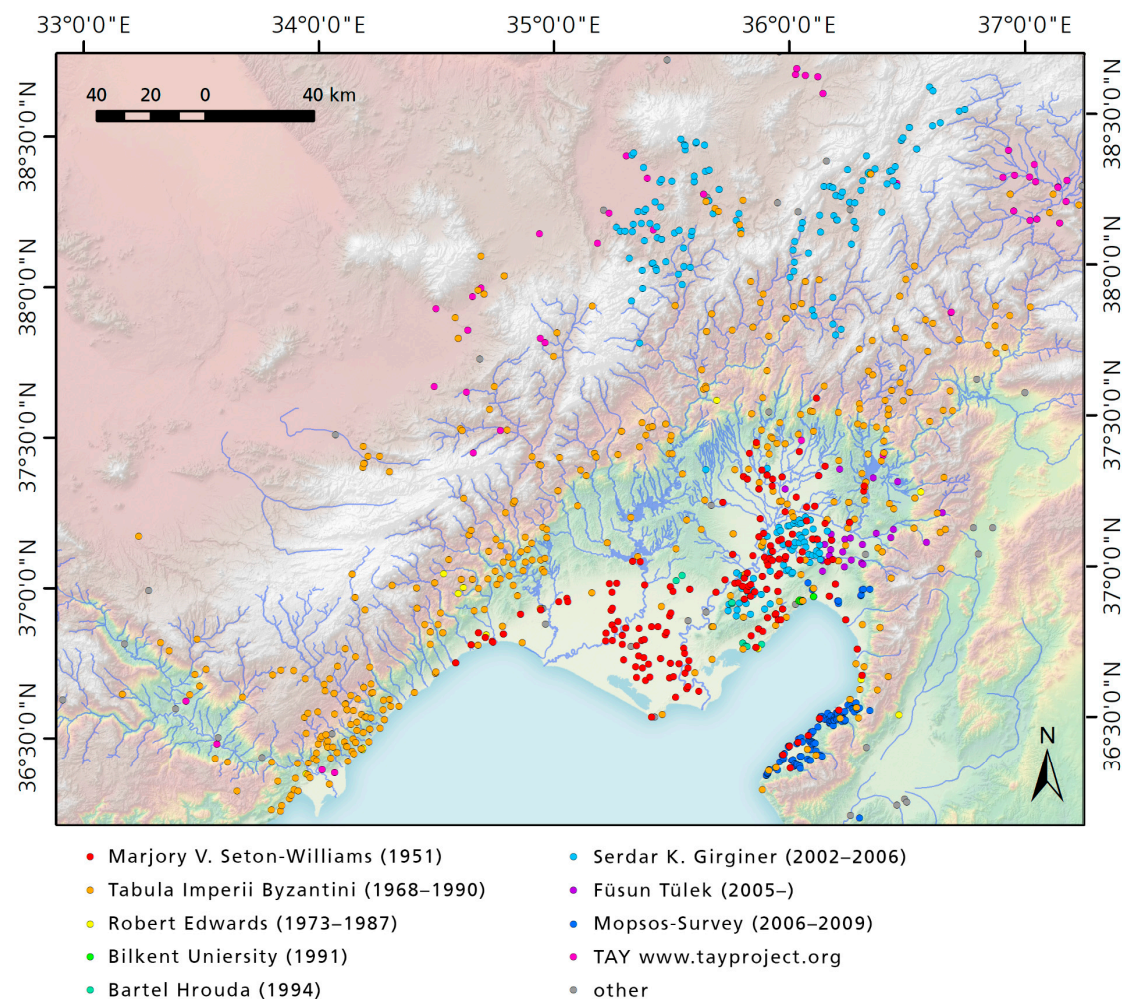 33°0'0"E 34°0'0"E 35°0'0"E 36°0'0"E 37°0'0"E
40 20 0 40 km
38°30'0"N 38°30'0"N
38°0'0"N 38°0'0"N
37°30'0"N 37°30'0"N
37°0'0"N 37°0'0"N
36°30'0"N 36°30'0"N
N
Marjory V. Seton-Williams (1951)
Tabula Imperii Byzantini (1968–1990)
Robert Edwards (1973–1987)
Bilkent Uniersity (1991)
Bartel Hrouda (1994)
Serdar K. Girginer (2002–2006)
Füsun Tülek (2005–)
Mopsos-Survey (2006–2009)
TAY www.tayproject.org
other